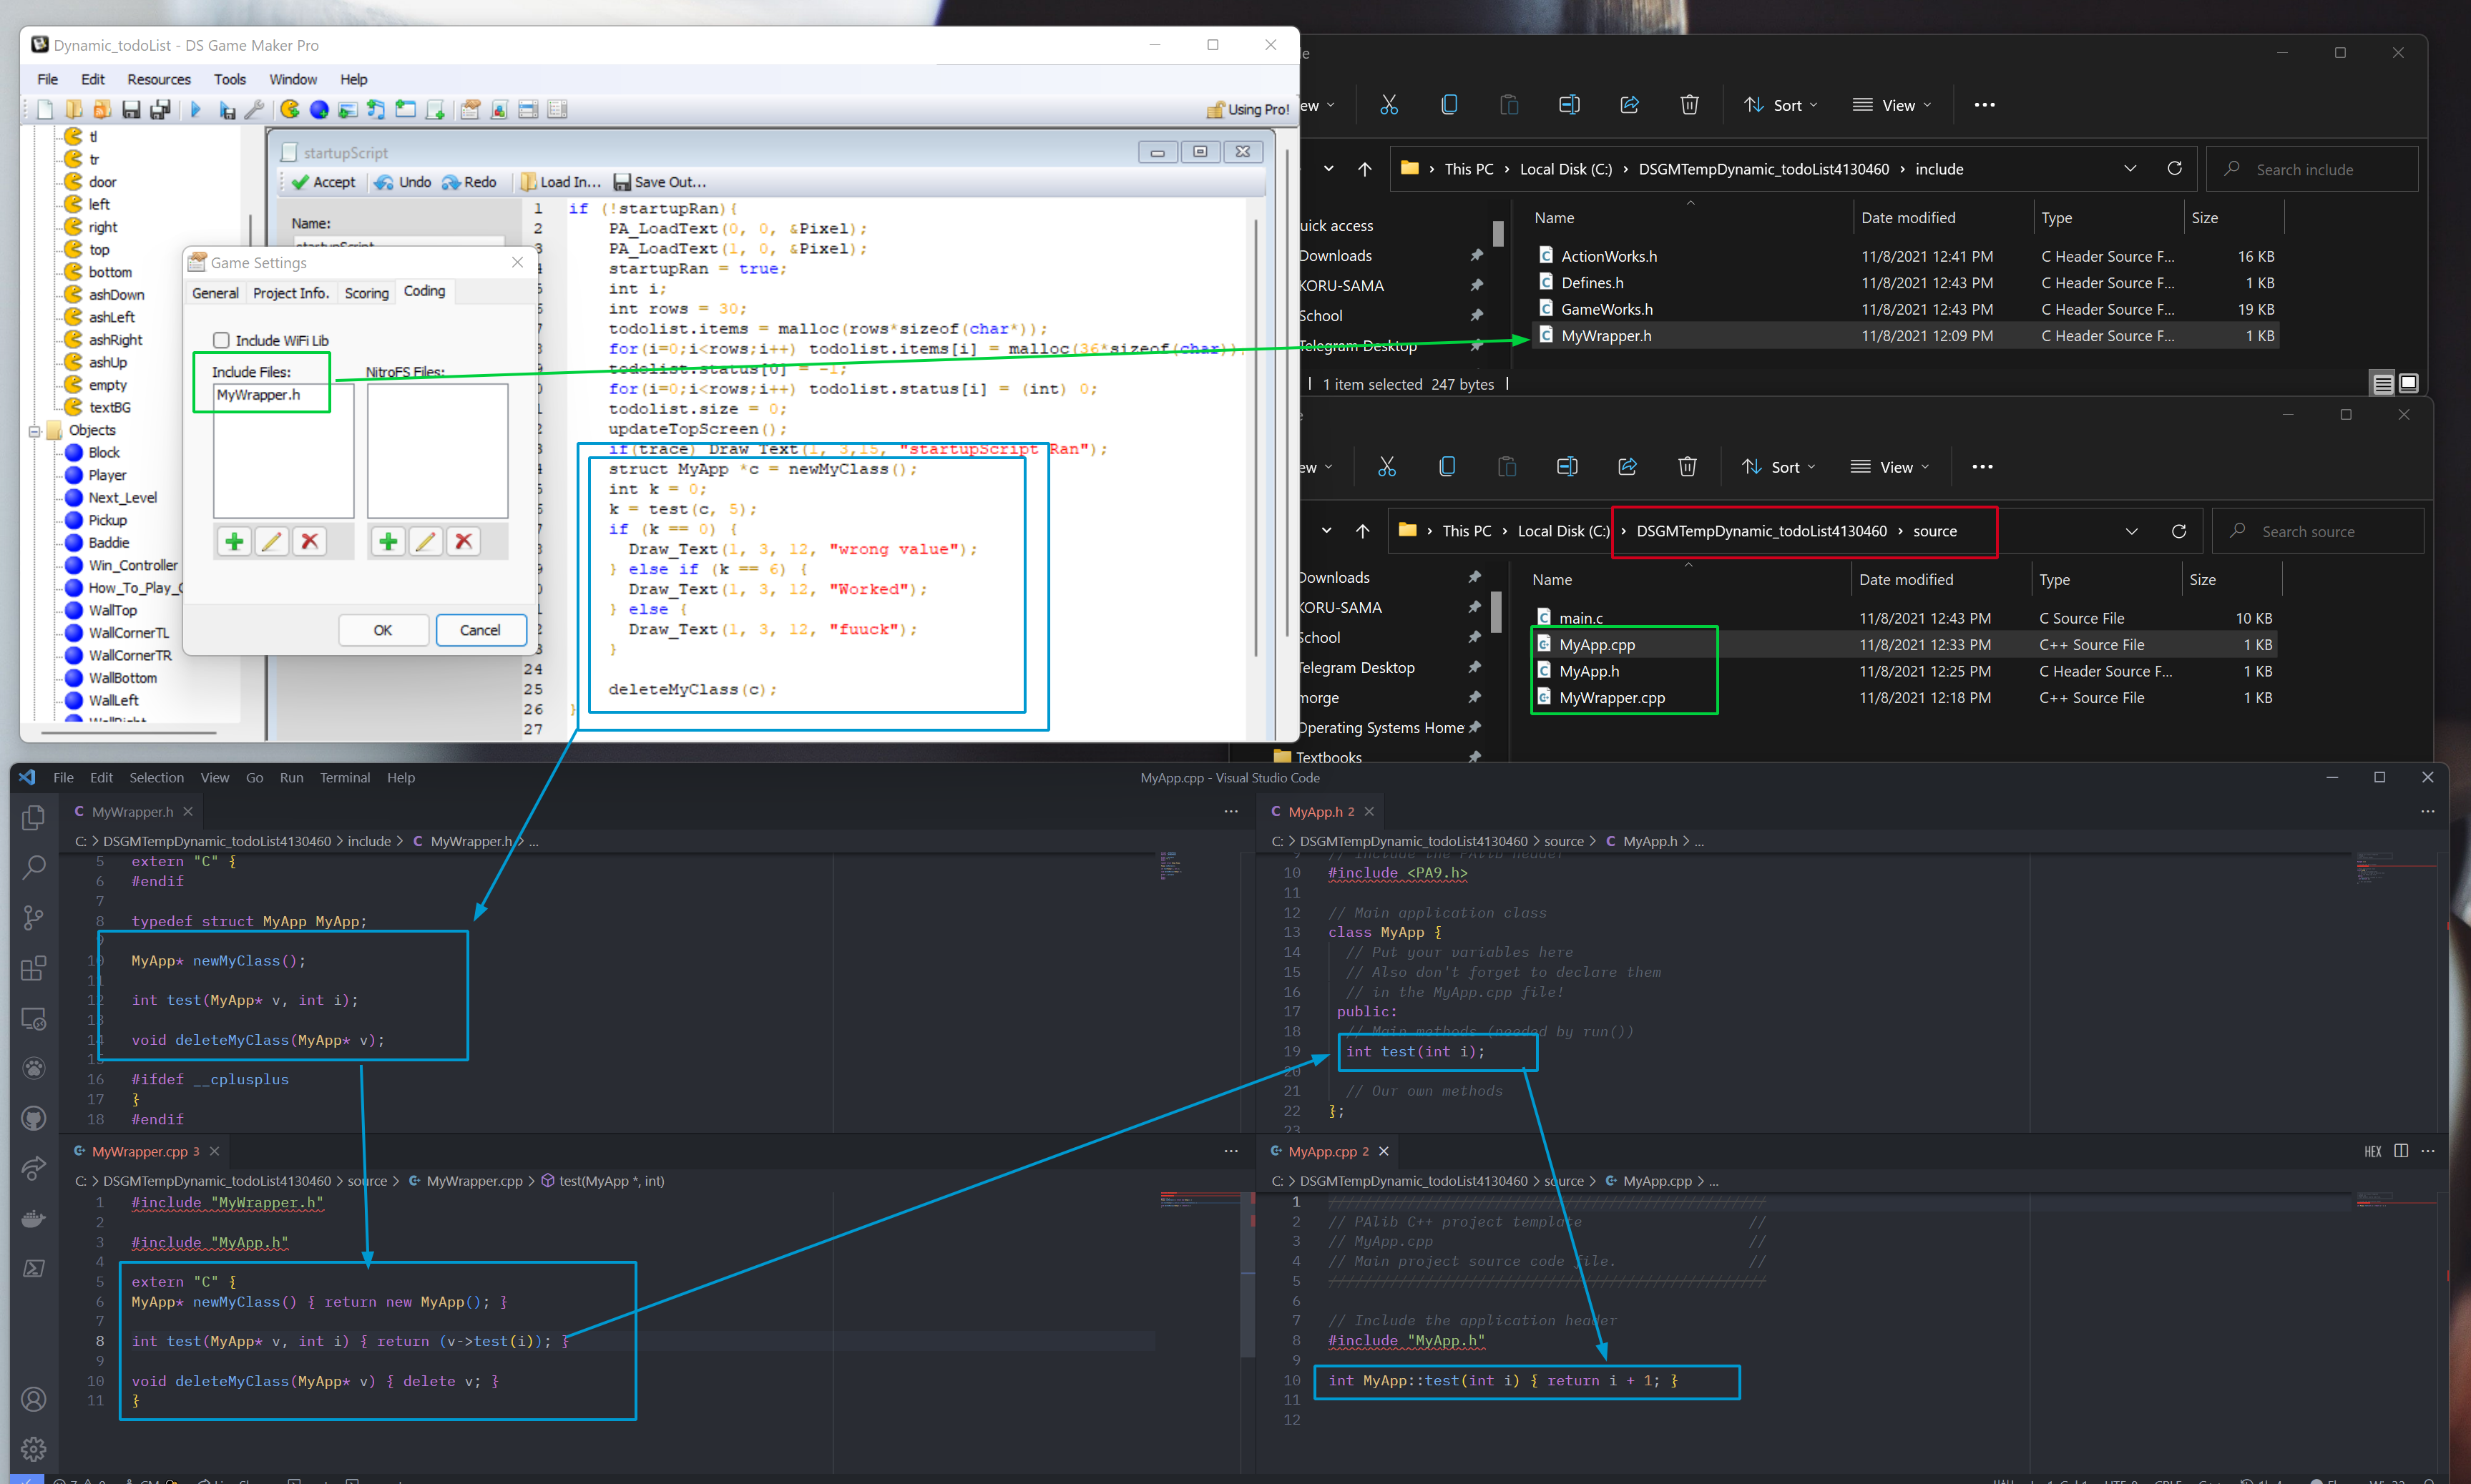 Dynamic_todoList - DS Game Maker Pro
File Edit Resources Tools Window Help
Using Pro!
tl
tr
door
left
right
top
bottom
ashDown
ashLeft
ashRight
ashUp
empty
textBG
Objects
Block
Player
Next_Level
Pickup
Baddie
Win_Controller
How_To_Play_
WallTop
WallCornerTL
WallCornerTR
WallBottom
WallLeft
WallRight
startupScript
Accept Undo Redo Load In... Save Out...
Name:
startupScript
1 if (!startupRan){
2 PA_LoadText(0, 0, &Pixel);
3 PA_LoadText(1, 0, &Pixel);
startupRan = true;
int i;
int rows = 30;
todolist.items = malloc(rows*sizeof(char*));
for(i=0;i<rows;i++) todolist.items[i] = malloc(36*sizeof(char));
todolist.status[0] = -1;
for(i=0;i<rows;i++) todolist.status[i] = (int) 0;
todolist.size = 0;
updateTopScreen();
if(trace) Draw_Text(1, 3,15, "startupScript Ran");
struct MyApp *c = newMyClass();
int k = 0;
k = test(c, 5);
if (k == 0) {
Draw_Text(1, 3, 12, "wrong value");
} else if (k == 6) {
Draw_Text(1, 3, 12, "Worked");
} else {
Draw_Text(1, 3, 12, "fuuck");
}
24
25 deleteMyClass(c);
26 }
27
Game Settings
General Project Info. Scoring Coding
Include WiFi Lib
Include Files: NitroFS Files:
MyWrapper.h
OK Cancel
Sort View
This PC › Local Disk (C:) › DSGMTempDynamic_todoList4130460 › include
Search include
uick access
Downloads
KORU-SAMA
School
Telegram Desktop
Name Date modified Type Size
ActionWorks.h 11/8/2021 12:41 PM C Header Source F... 16 KB
Defines.h 11/8/2021 12:43 PM C Header Source F... 1 KB
GameWorks.h 11/8/2021 12:43 PM C Header Source F... 19 KB
MyWrapper.h 11/8/2021 12:09 PM C Header Source F... 1 KB
1 item selected 247 bytes
Sort View
This PC › Local Disk (C:) › DSGMTempDynamic_todoList4130460 › source
Search source
Downloads
KORU-SAMA
School
Telegram Desktop
morge
Operating Systems Home
Textbooks
Name Date modified Type Size
main.c 11/8/2021 12:43 PM C Source File 10 KB
MyApp.cpp 11/8/2021 12:33 PM C++ Source File 1 KB
MyApp.h 11/8/2021 12:25 PM C Header Source F... 1 KB
MyWrapper.cpp 11/8/2021 12:18 PM C++ Source File 1 KB
File Edit Selection View Go Run Terminal Help
MyApp.cpp - Visual Studio Code
MyWrapper.h
C: > DSGMTempDynamic_todoList4130460 > include > C MyWrapper.h > ...
5 extern "C" {
6 #endif
7
8 typedef struct MyApp MyApp;
9
10 MyApp* newMyClass();
11
12 int test(MyApp* v, int i);
13
14 void deleteMyClass(MyApp* v);
15
16 #ifdef __cplusplus
17 }
18 #endif
MyApp.h 2
C: > DSGMTempDynamic_todoList4130460 > source > C MyApp.h > ...
9 // Include the PAlib header
10 #include <PA9.h>
11
12 // Main application class
13 class MyApp {
14 // Put your variables here
15 // Also don't forget to declare them
16 // in the MyApp.cpp file!
17 public:
18 // Main methods (needed by run())
19 int test(int i);
20
21 // Our own methods
22 };
23
MyWrapper.cpp 3
C: > DSGMTempDynamic_todoList4130460 > source > MyWrapper.cpp > test(MyApp *, int)
1 #include "MyWrapper.h"
2
3 #include "MyApp.h"
4
5 extern "C" {
6 MyApp* newMyClass() { return new MyApp(); }
7
8 int test(MyApp* v, int i) { return (v->test(i)); }
9
10 void deleteMyClass(MyApp* v) { delete v; }
11 }
MyApp.cpp 2
HEX
C: > DSGMTempDynamic_todoList4130460 > source > MyApp.cpp > ...
1 //////////////////////////////////////////////////
2 // PAlib C++ project template //
3 // MyApp.cpp //
4 // Main project source code file. //
5 //////////////////////////////////////////////////
6
7 // Include the application header
8 #include "MyApp.h"
9
10 int MyApp::test(int i) { return i + 1; }
11
12